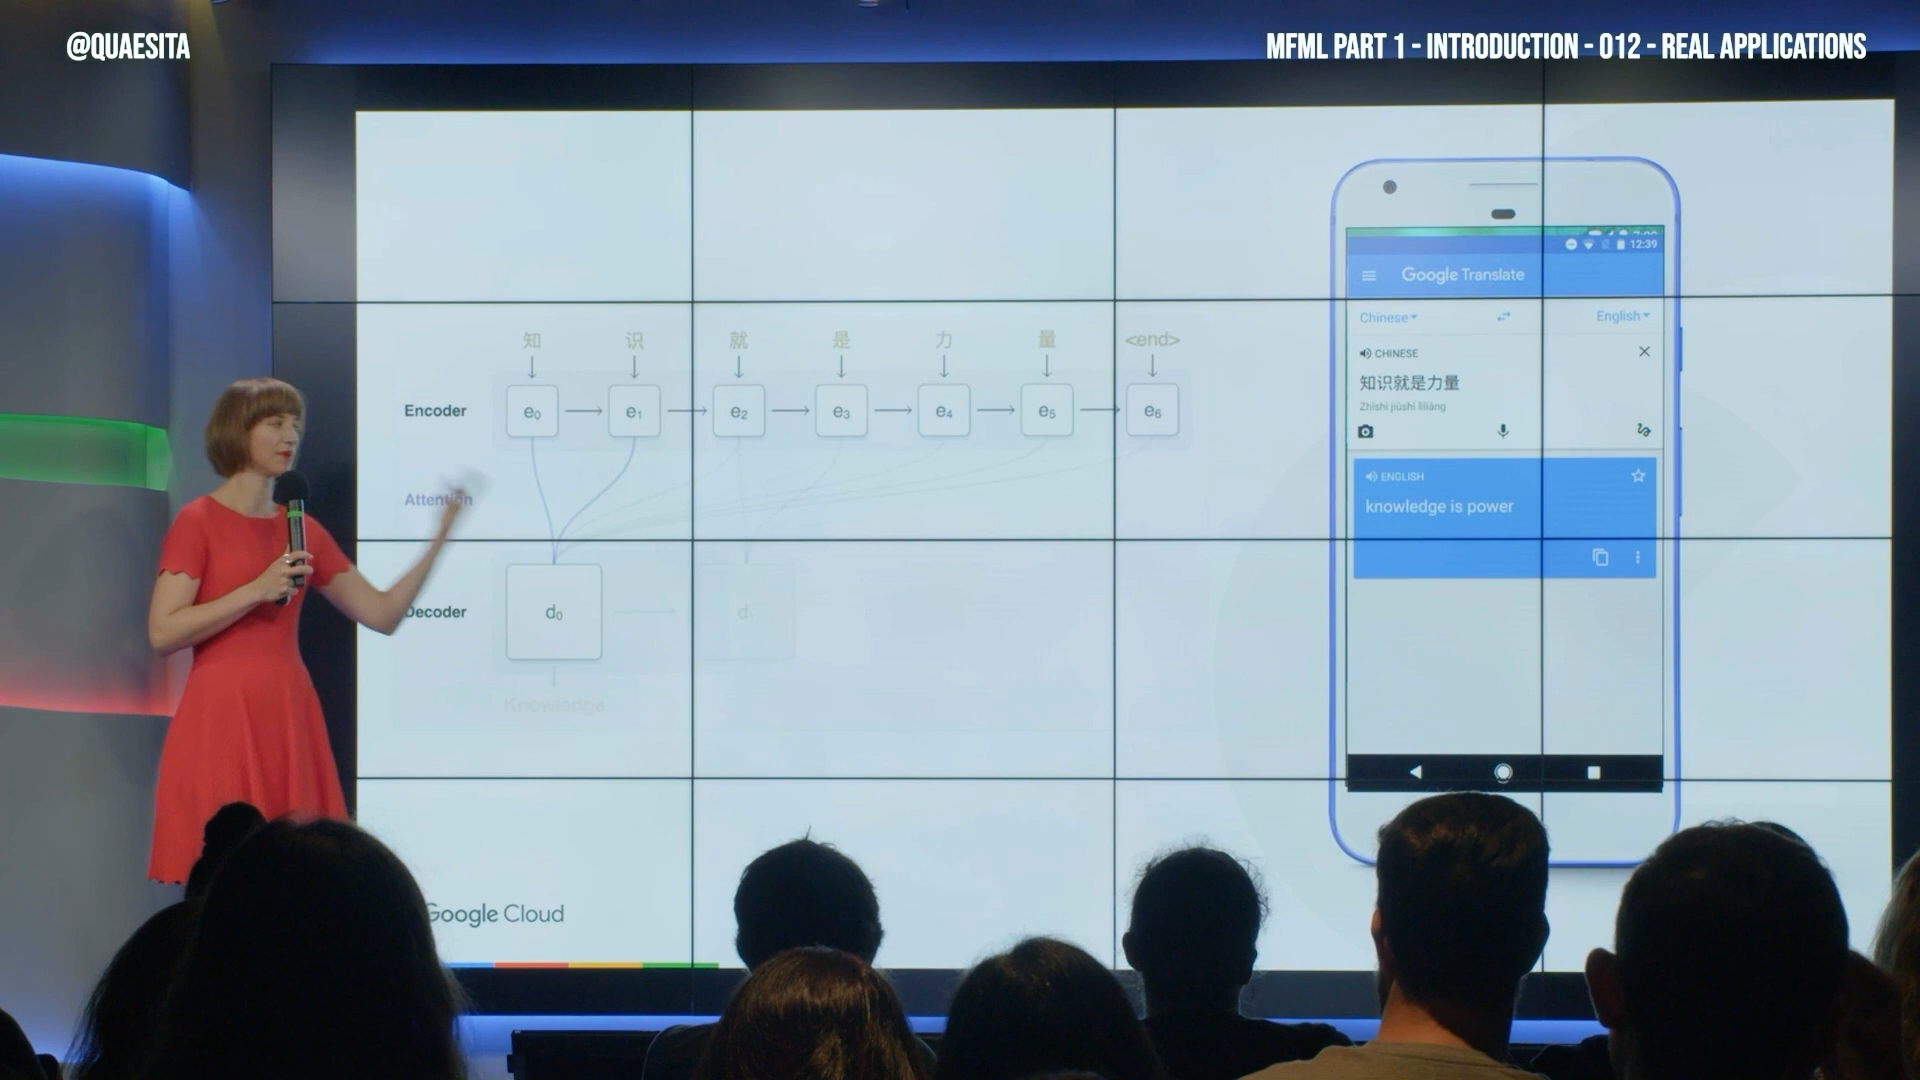 @QUAESITA
MFML PART 1 - INTRODUCTION - 012 - REAL APPLICATIONS
12:39
Google Translate
Chinese
English
CHINESE
知识就是力量
Zhīshì jiùshì lìliàng
ENGLISH
knowledge is power
知 识 就 是 力 量 <end>
Encoder e0 e1 e2 e3 e4 e5 e6
Attention
Decoder d0 d
Knowledge
Google Cloud